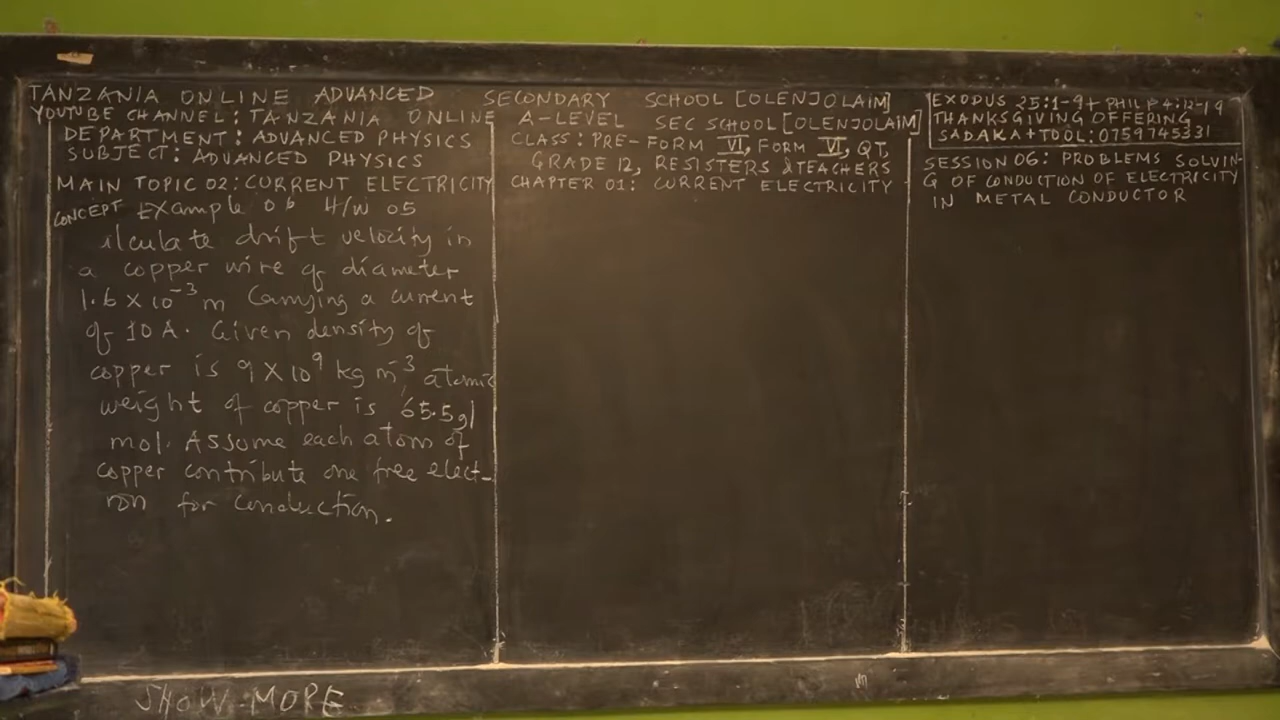 TANZANIA ONLINE ADVANCED SECONDARY SCHOOL [OLENJOLAIM]
YOUTUBE CHANNEL: TANZANIA ONLINE A-LEVEL SEC SCHOOL [OLENJOLAIM]
DEPARTMENT: ADVANCED PHYSICS
SUBJECT: ADVANCED PHYSICS
MAIN TOPIC 02: CURRENT ELECTRICITY
CONCEPT Example 06 H/W 05
alculate drift velocity in
a copper wire of diameter
1.6 × 10⁻³ m Carrying a current
of 10 A. Given density of
copper is 9 × 10⁹ kg m⁻³ atomic
weight of copper is 65.5g/
mol. Assume each atom of
copper contribute one free elect-
ron for conduction.
CLASS: PRE-FORM VI, FORM VI, QT,
GRADE 12, RESISTERS & TEACHERS
CHAPTER 01: CURRENT ELECTRICITY
EXODUS 25:1-9 + PHILIP 4:12-19
THANKSGIVING OFFERING
SADAKA + TOOL: 0759745331
SESSION 06: PROBLEMS SOLVIN-
G OF CONDUCTION OF ELECTRICITY
IN METAL CONDUCTOR
SHOW MORE